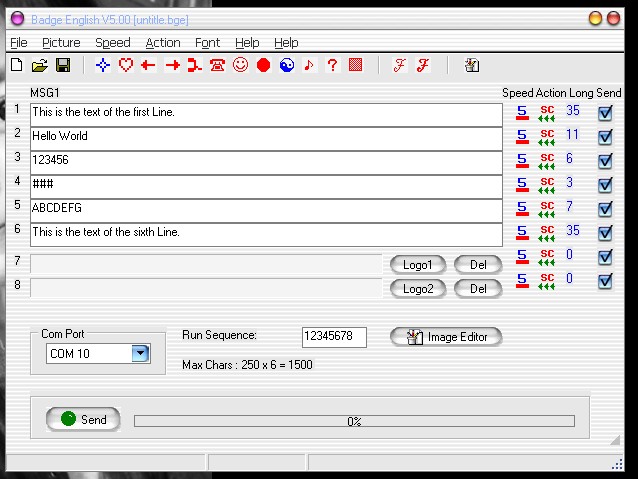 Badge English V5.00 [untitle.bge]
File Picture Speed Action Font Help Help
? F F
MSG1 Speed Action Long Send
1 This is the text of the first Line. 5 SC 35
2 Hello World 5 SC 11
3 123456 5 SC 6
4 ### 5 SC 3
5 ABCDEFG 5 SC 7
6 This is the text of the sixth Line. 5 SC 35
7 Logo1 Del 5 SC 0
8 Logo2 Del 5 SC 0
Com Port
COM 10
Run Sequence: 12345678 Image Editor
Max Chars : 250 x 6 = 1500
Send 0%